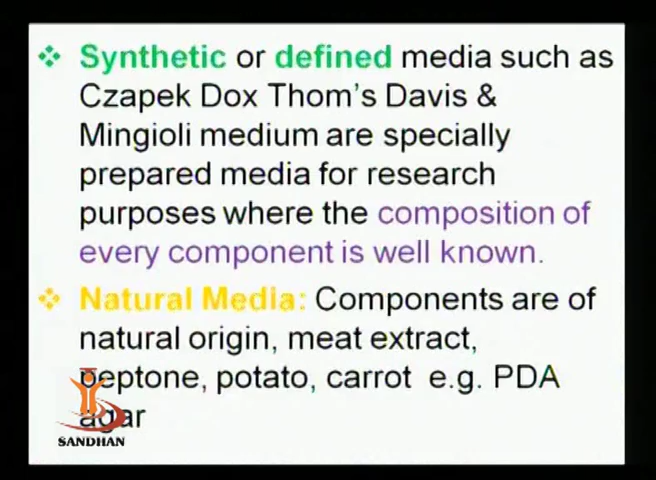 Synthetic or defined media such as
Czapek Dox Thom's Davis &
Mingioli medium are specially
prepared media for research
purposes where the composition of
every component is well known.
Natural Media: Components are of
natural origin, meat extract,
peptone, potato, carrot e.g. PDA
agar
SANDHAN